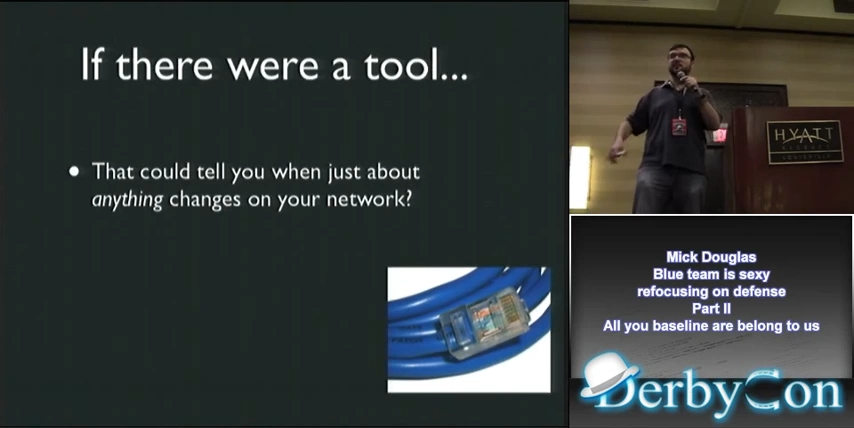 If there were a tool...
That could tell you when just about
anything changes on your network?
HYATT
Mick Douglas
Blue team is sexy
refocusing on defense
Part II
All you baseline are belong to us
DerbyCon